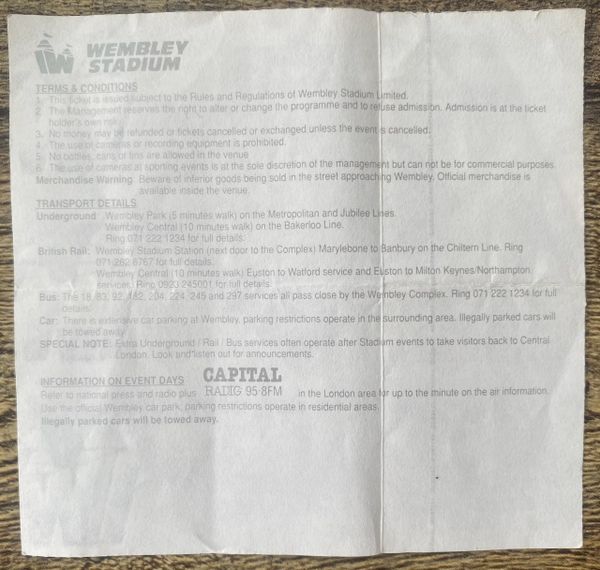 WEMBLEY
STADIUM
TERMS & CONDITIONS
1. This ticket is issued subject to the Rules and Regulations of Wembley Stadium Limited.
2. The Management reserves the right to alter or change the programme and to refuse admission. Admission is at the ticket
holder's own risk.
3. No money may be refunded or tickets cancelled or exchanged unless the event is cancelled.
4. The use of cameras or recording equipment is prohibited.
5. No bottles, cans or tins are allowed in the venue
6. The use of cameras at sporting events is at the sole discretion of the management but can not be for commercial purposes.
Merchandise Warning Beware of inferior goods being sold in the street approaching Wembley. Official merchandise is
available inside the venue.
TRANSPORT DETAILS
Underground Wembley Park (5 minutes walk) on the Metropolitan and Jubilee Lines.
Wembley Central (10 minutes walk) on the Bakerloo Line.
Ring 071 222 1234 for full details.
British Rail: Wembley Stadium Station (next door to the Complex) Marylebone to Banbury on the Chiltern Line. Ring
071 262 6767 for full details.
Wembley Central (10 minutes walk) Euston to Watford service and Euston to Milton Keynes/Northampton
services. Ring 0923 245001 for details.
Bus: The 18, 83, 92, 182, 204, 224, 245 and 297 services all pass close by the Wembley Complex. Ring 071 222 1234 for full
details.
Car: There is extensive car parking at Wembley, parking restrictions operate in the surrounding area. Illegally parked cars will
be towed away
SPECIAL NOTE: Extra Underground / Rail / Bus services often operate after Stadium events to take visitors back to Central
London. Look and listen out for announcements.
INFORMATION ON EVENT DAYS
CAPITAL
Refer to national press and radio plus RADIO 95·8FM in the London area for up to the minute on the air information.
Use the official Wembley car park, parking restrictions operate in residential areas.
Illegally parked cars will be towed away.